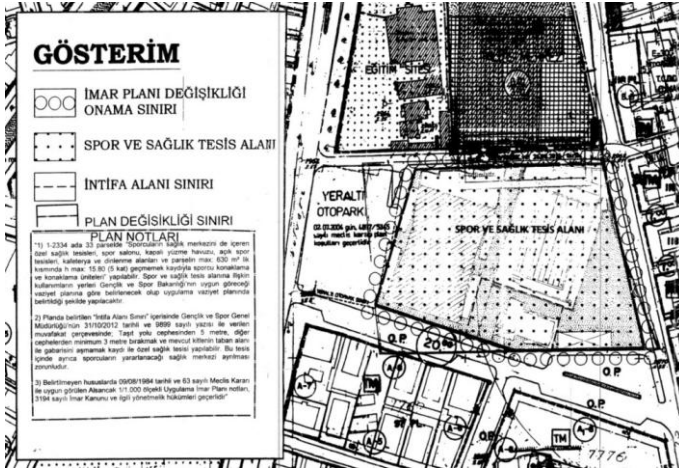 GÖSTERİM
İMAR PLANI DEĞİŞİKLİĞİ
ONAMA SINIRI
SPOR VE SAĞLIK TESİS ALANI
İNTİFA ALANI SINIRI
PLAN DEĞİŞİKLİĞİ SINIRI
PLAN NOTLARI
"1) 1-2334 ada 33 parselde "Sporcuların sağlık merkezini de içeren
özel sağlık tesisleri, spor salonu, kapalı yüzme havuzu, açık spor
tesisleri, kafeterya ve dinlenme alanları ve parselin max: 630 m² lik
kısmında h max: 15.80 (5 kat) geçmemek kaydıyla sporcu konaklama
ve konaklama üniteleri" yapılabilir. Spor ve sağlık tesis alanına ilişkin
kullanımların yerleri Gençlik ve Spor Bakanlığı'nın uygun göreceği
vaziyet planına göre belirlenecek olup uygulama vaziyet planında
belirtildiği şekilde yapılacaktır.
2) Planda belirtilen "İntifa Alanı Sınırı" içerisinde Gençlik ve Spor Genel
Müdürlüğü'nün 31/10/2012 tarihli ve 9899 sayılı yazısı ile verilen
muvafakat çerçevesinde; Taşıt yolu cephesinden 5 metre, diğer
cephelerden minimum 3 metre bırakmak ve mevcut kitlenin taban alanı
ile gabarisini aşmamak kaydı ile özel sağlık tesisi yapılabilir. Bu tesis
içinde ayrıca sporcuların yararlanacağı sağlık merkezi ayrılması
zorunludur.
3) Belirtilmeyen hususlarda 09/08/1984 tarihli ve 63 sayılı Meclis Kararı
ile uygun görülen Alsancak 1/1.000 ölçekli Uygulama İmar Planı notları,
3194 sayılı İmar Kanunu ve ilgili yönetmelik hükümleri geçerlidir"
EĞİTİM SİTESİ
YERALTI
OTOPARKI
SPOR VE SAĞLIK TESİS ALANI
20
O.P.
O.P.
O.P.
O.P.
A-7
A-6
A-5
A-6
A-6
TM
TM
7776